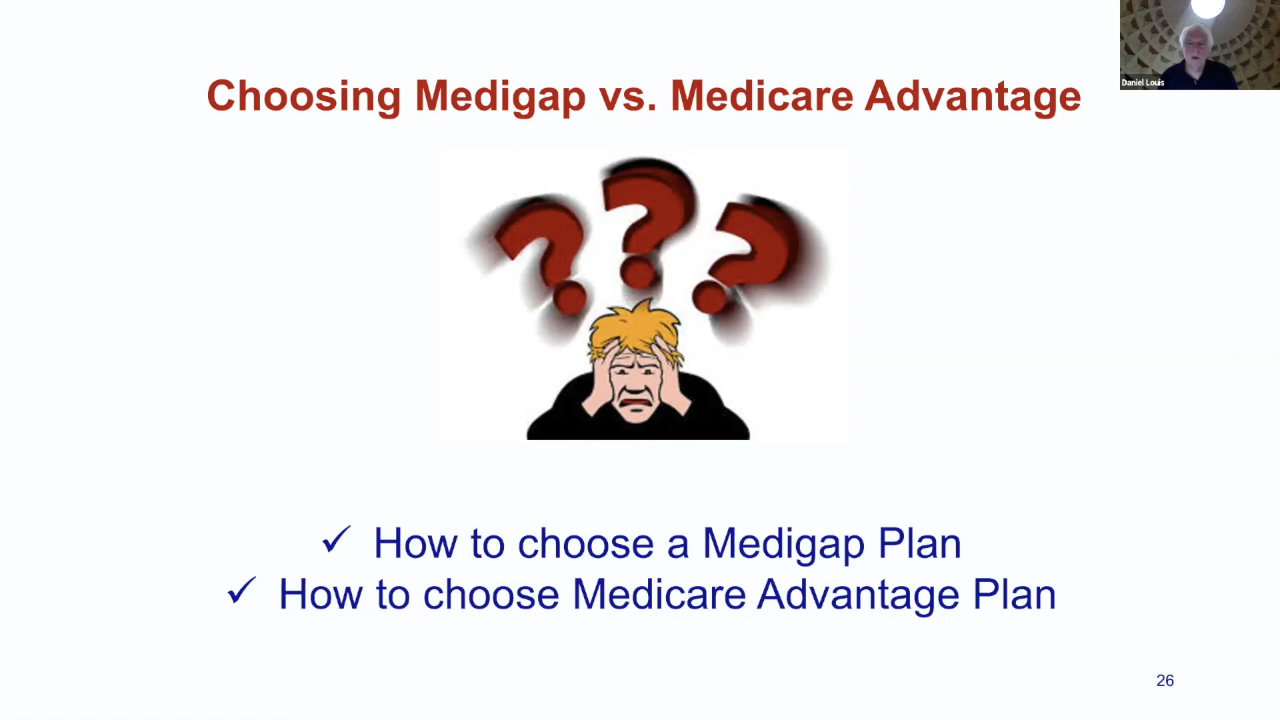 Choosing Medigap vs. Medicare Advantage
Daniel Louis
???
✓ How to choose a Medigap Plan
✓ How to choose Medicare Advantage Plan
26